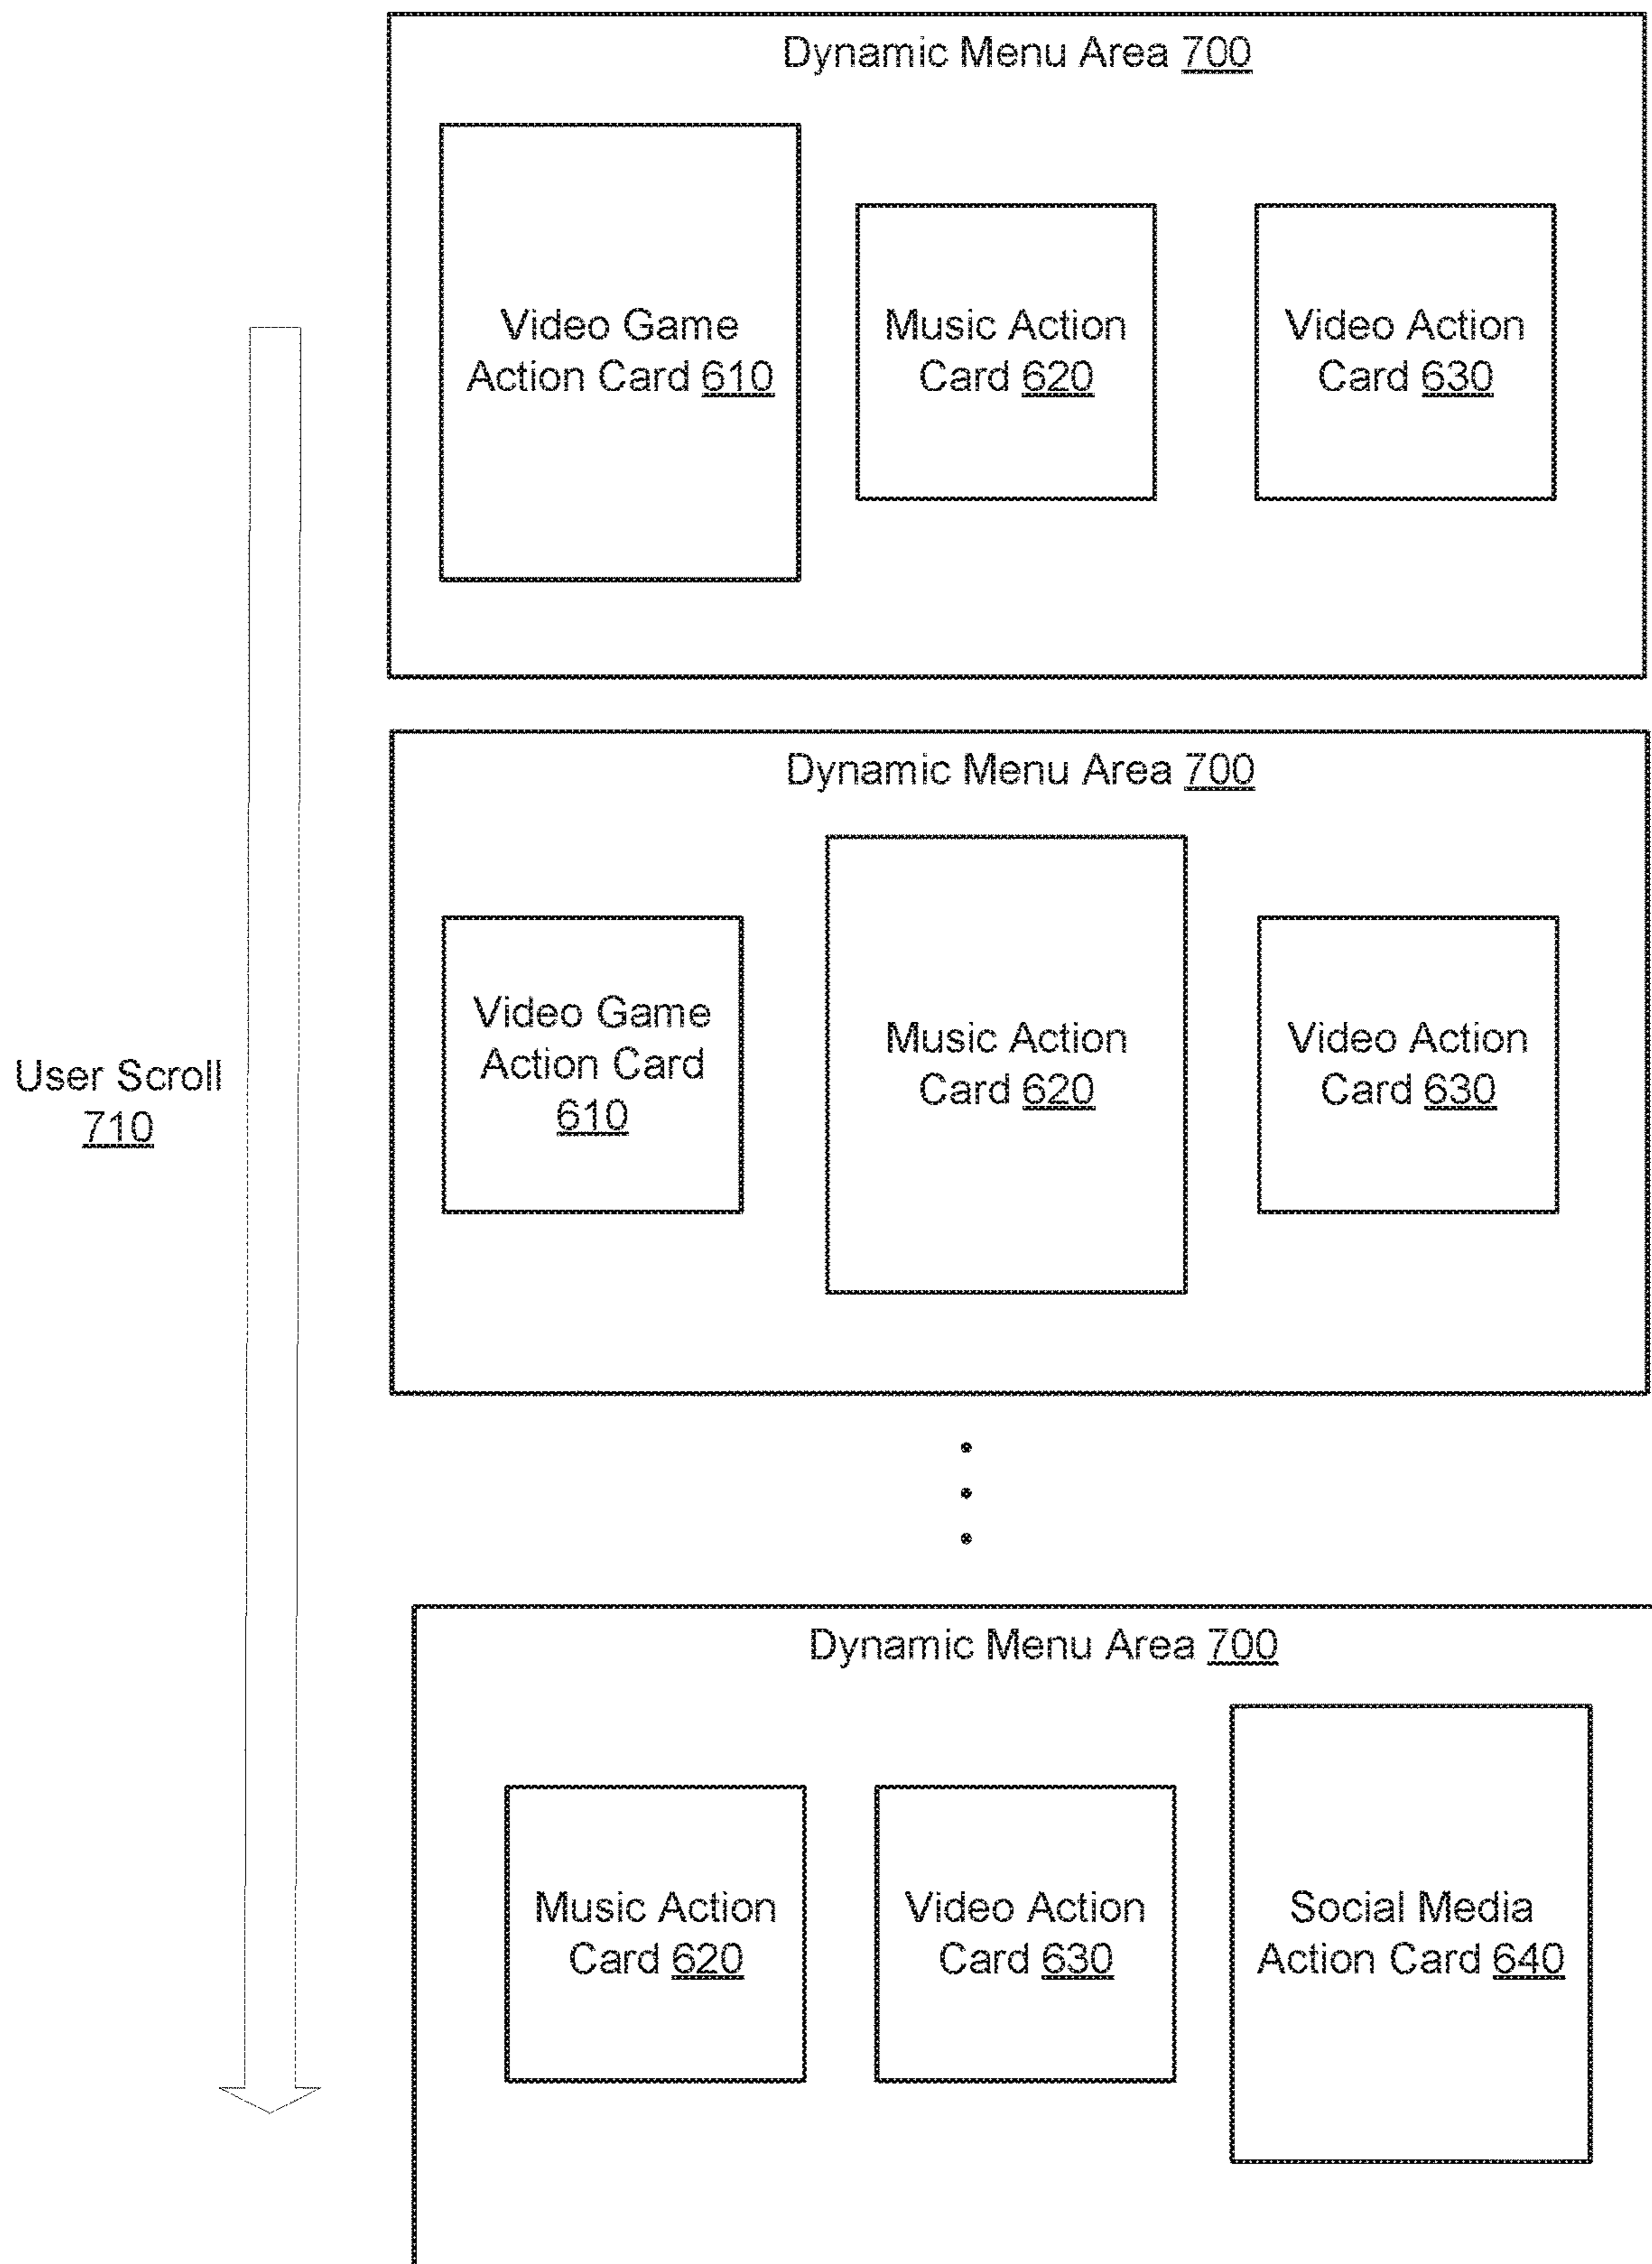 Dynamic Menu Area 700
Video Game
Action Card 610
Music Action
Card 620
Video Action
Card 630
Dynamic Menu Area 700
Video Game
Action Card
610
Music Action
Card 620
Video Action
Card 630
User Scroll
710
Dynamic Menu Area 700
Music Action
Card 620
Video Action
Card 630
Social Media
Action Card 640